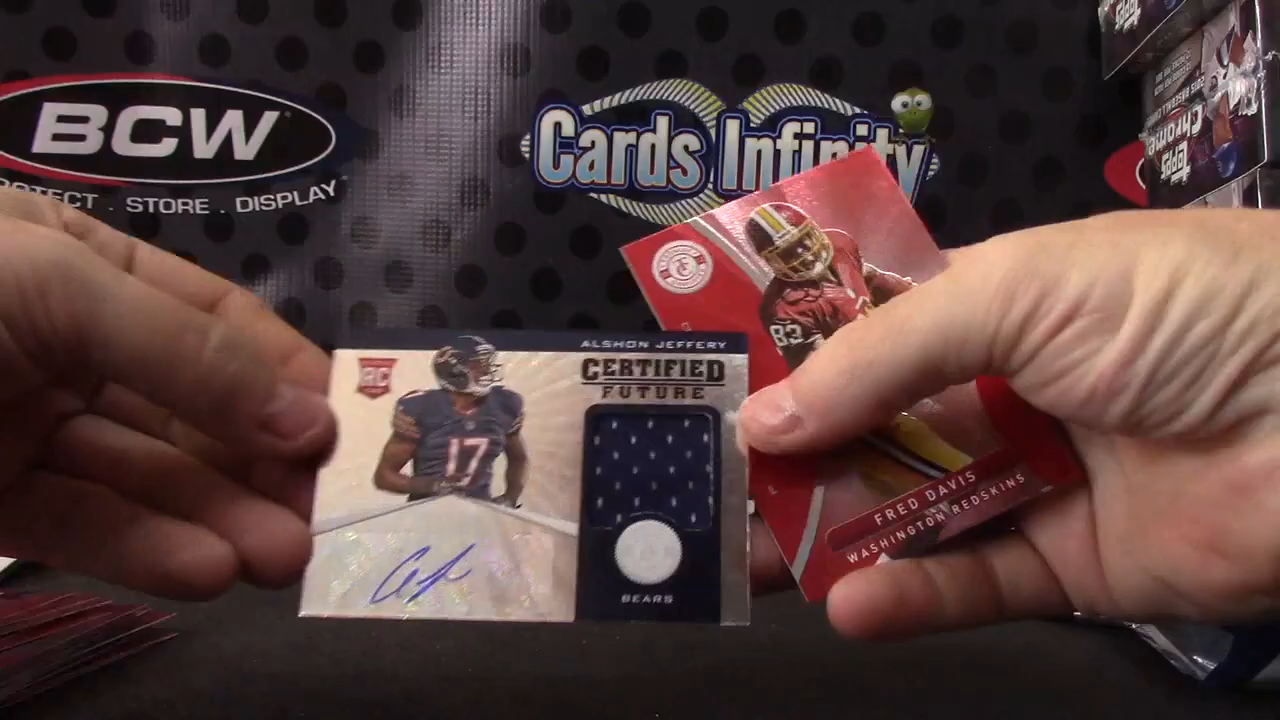 BCW
OTECT . STORE . DISPLAY
Cards Infinity
Topps
Chrome
ALSHON JEFFERY
CERTIFIED
FUTURE
RC
17
BEARS
83
FRED DAVIS
WASHINGTON REDSKINS